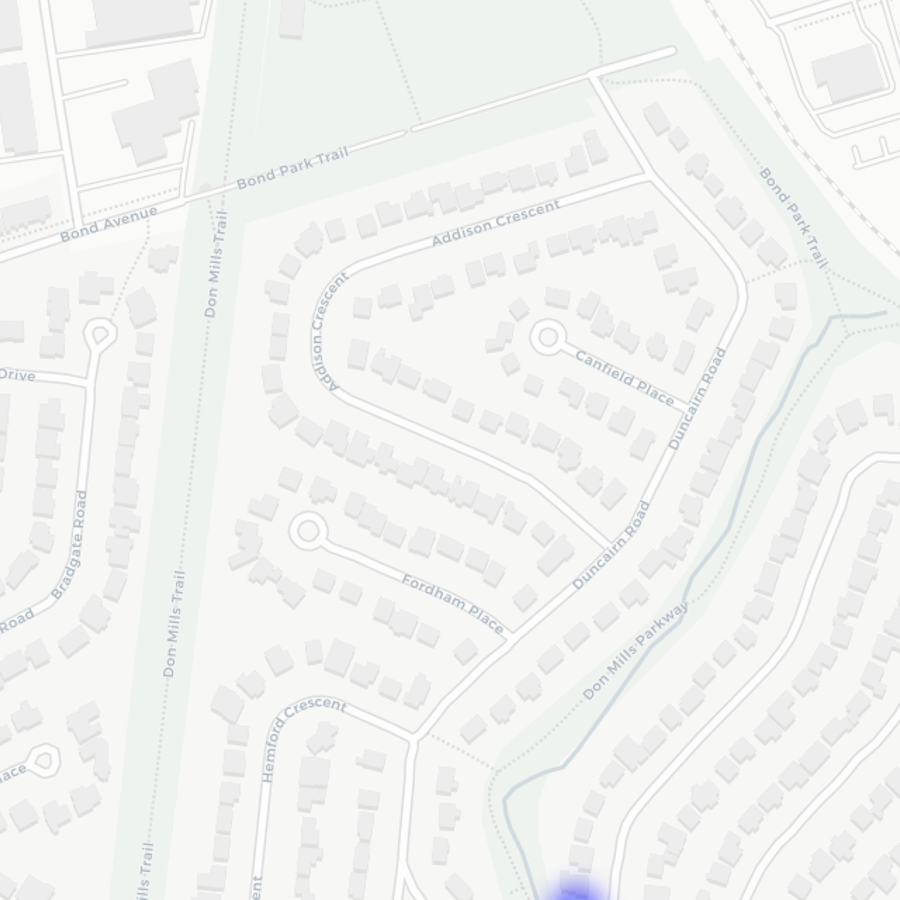 Bond Park Trail
Bond Avenue
Don Mills Trail
Addison Crescent
Bond Park Trail
Addison Crescent
Addison Crescent
Drive
Canfield Place
Duncairn Road
Bradgate Road
Road
Duncairn Road
Fordham Place
Don Mills Trail
Don Mills Parkway
Hemford Crescent
lace
ills Trail
ent